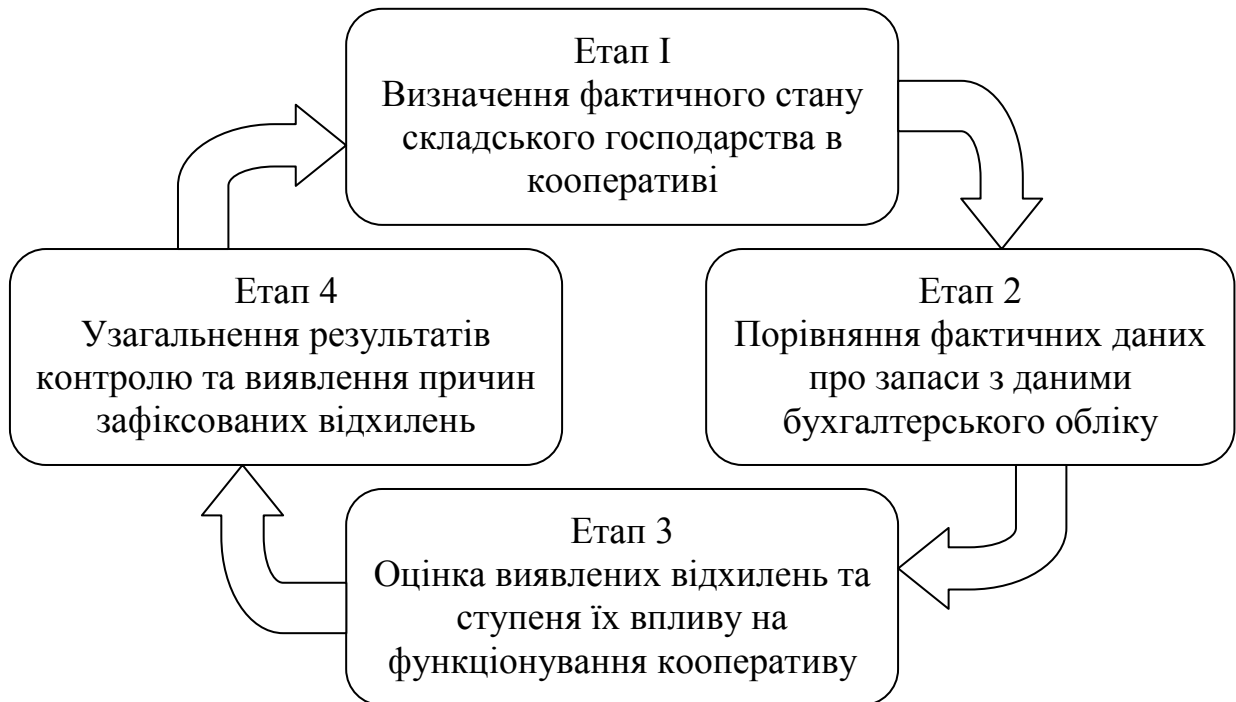 Етап І
Визначення фактичного стану
складського господарства в
кооперативі
Етап 2
Порівняння фактичних даних
про запаси з даними
бухгалтерського обліку
Етап 3
Оцінка виявлених відхилень та
ступеня їх впливу на
функціонування кооперативу
Етап 4
Узагальнення результатів
контролю та виявлення причин
зафіксованих відхилень